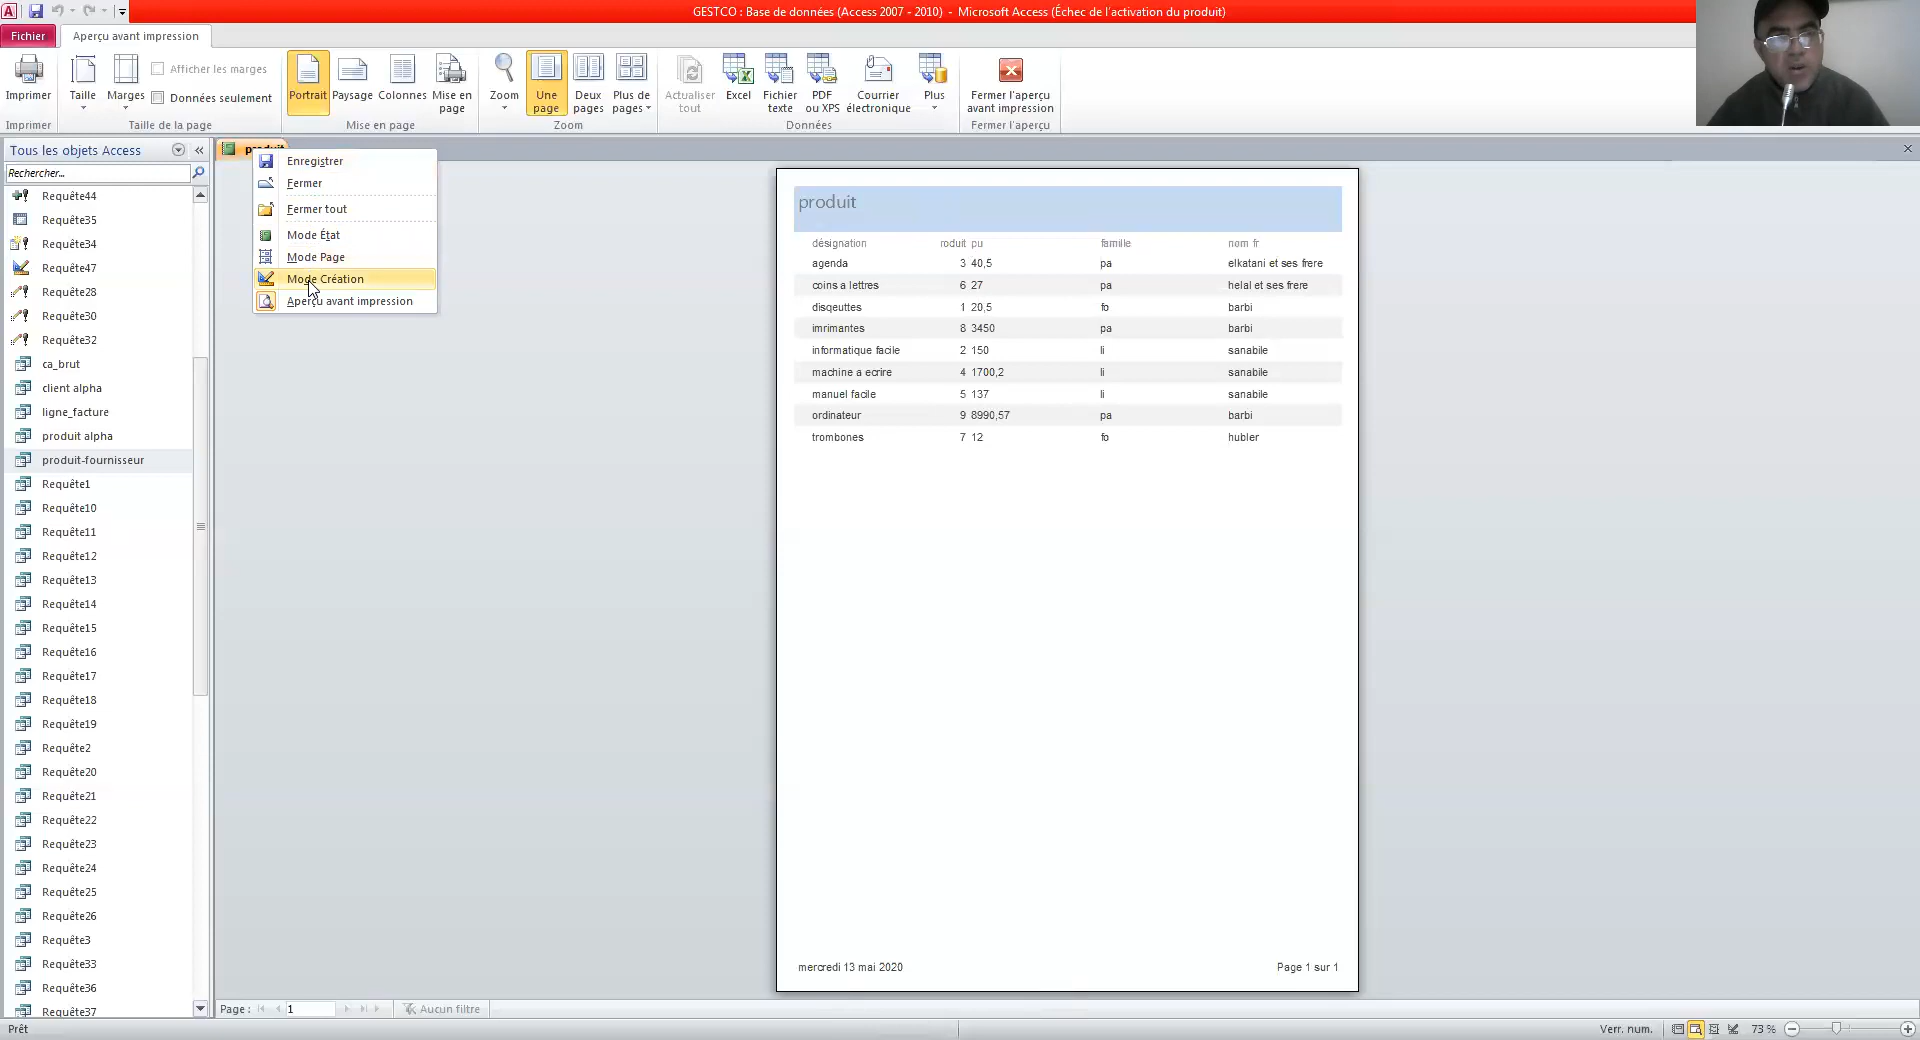 GESTCO : Base de données (Access 2007 - 2010) - Microsoft Access (Échec de l'activation du produit)
Fichier
Aperçu avant impression
Imprimer
Taille
Marges
Afficher les marges
Données seulement
Portrait
Paysage
Colonnes
Mise en
page
Zoom
Une
page
Deux
pages
Plus de
pages
Actualiser
tout
Excel
Fichier
texte
PDF
ou XPS
Courrier
électronique
Plus
Fermer l'aperçu
avant impression
Imprimer
Taille de la page
Mise en page
Zoom
Données
Fermer l'aperçu
Tous les objets Access
Rechercher...
Requête44
Requête35
Requête34
Requête47
Requête28
Requête30
Requête32
ca_brut
client alpha
ligne_facture
produit alpha
produit-fournisseur
Requête1
Requête10
Requête11
Requête12
Requête13
Requête14
Requête15
Requête16
Requête17
Requête18
Requête19
Requête2
Requête20
Requête21
Requête22
Requête23
Requête24
Requête25
Requête26
Requête3
Requête33
Requête36
Requête37
produit
Enregistrer
Fermer
Fermer tout
Mode État
Mode Page
Mode Création
Aperçu avant impression
produit
désignation roduit pu famille nom fr
agenda 3 40,5 pa elkatani et ses frere
coins a lettres 6 27 pa helal et ses frere
disqeuttes 1 20,5 fo barbi
imrimantes 8 3450 pa barbi
informatique facile 2 150 li sanabile
machine a ecrire 4 1700,2 li sanabile
manuel facile 5 137 li sanabile
ordinateur 9 8990,57 pa barbi
trombones 7 12 fo hubler
mercredi 13 mai 2020 Page 1 sur 1
Page : 1 Aucun filtre
Prêt Verr. num. 73 %